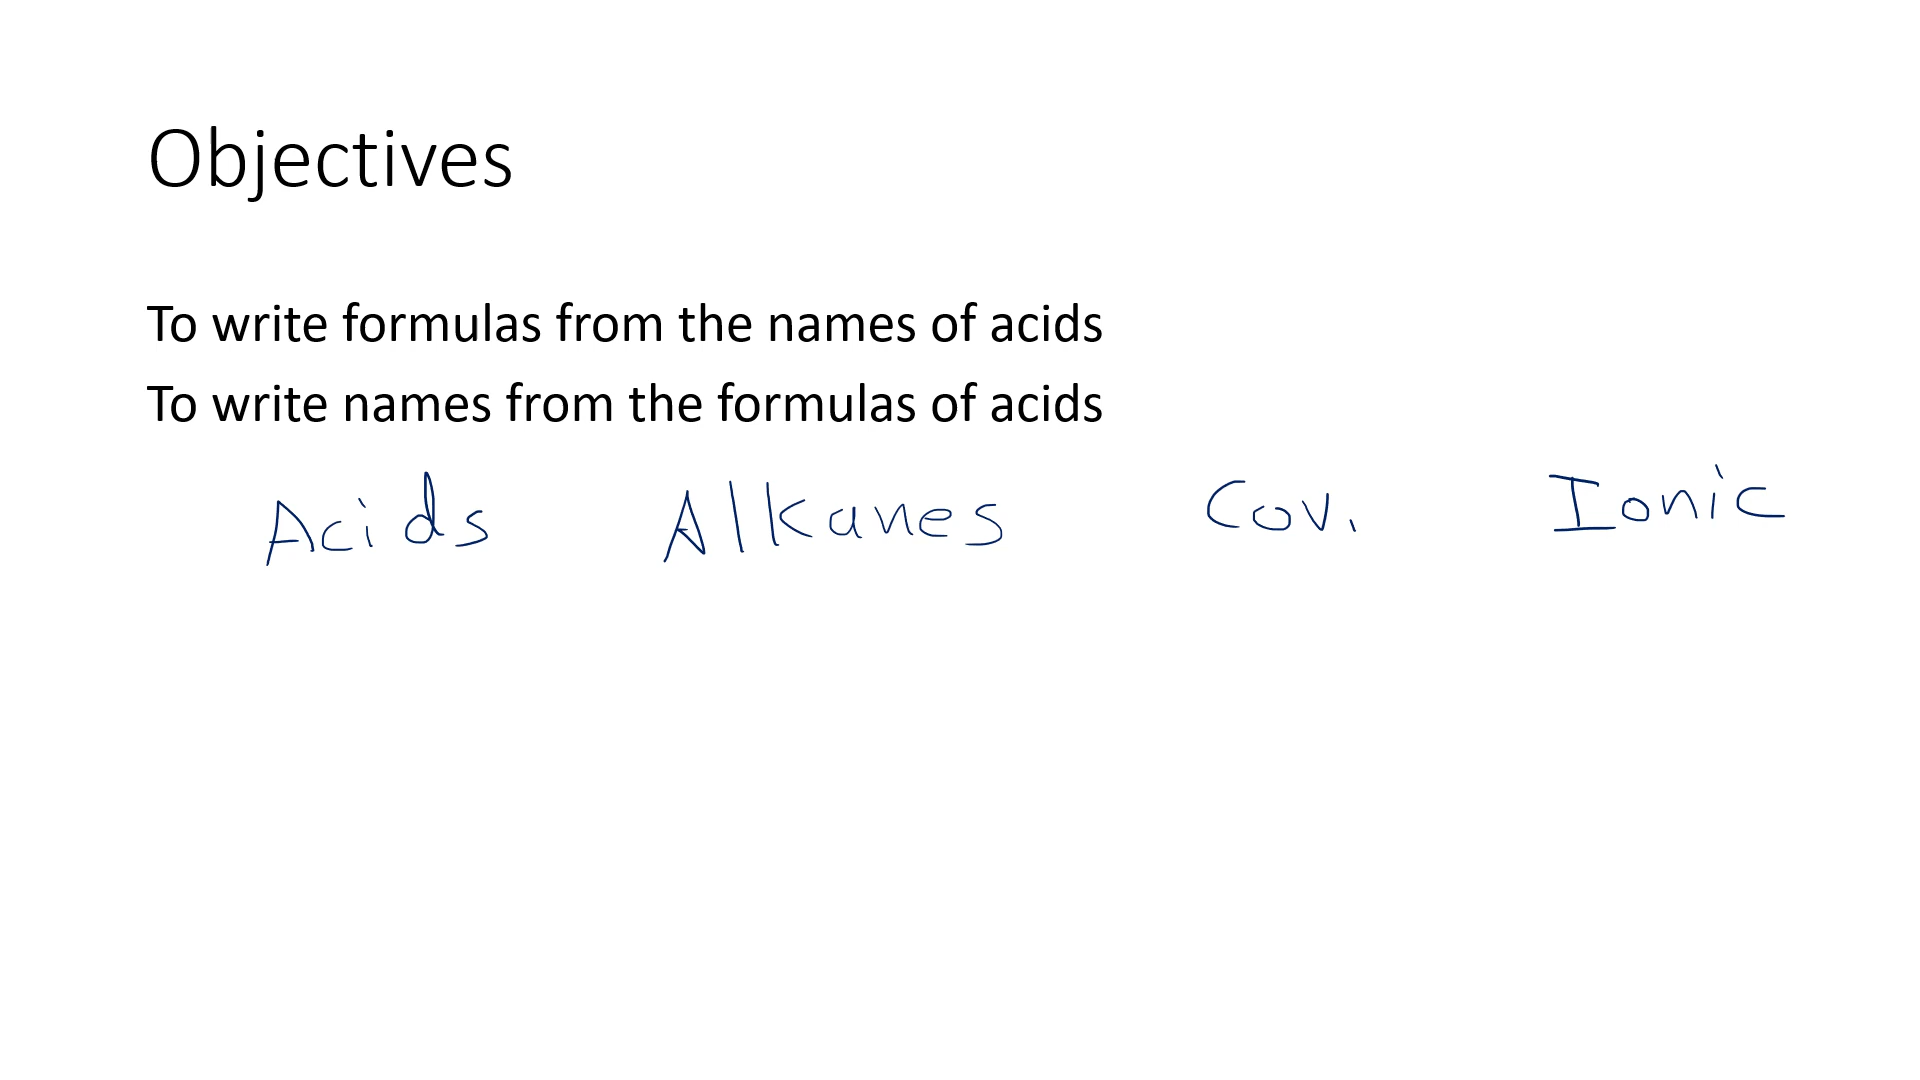 Objectives
To write formulas from the names of acids
To write names from the formulas of acids
Acids Alkanes Cov. Ionic